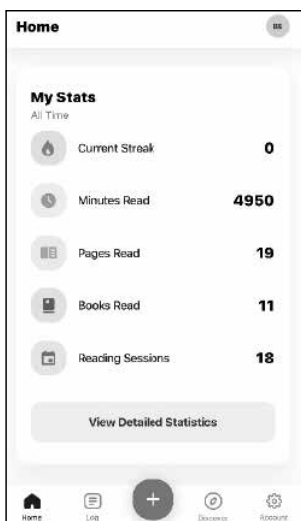 Home
My Stats
All Time
Current Streak 0
Minutes Read 4950
Pages Read 19
Books Read 11
Reading Sessions 18
View Detailed Statistics
Home Log + Discover Account